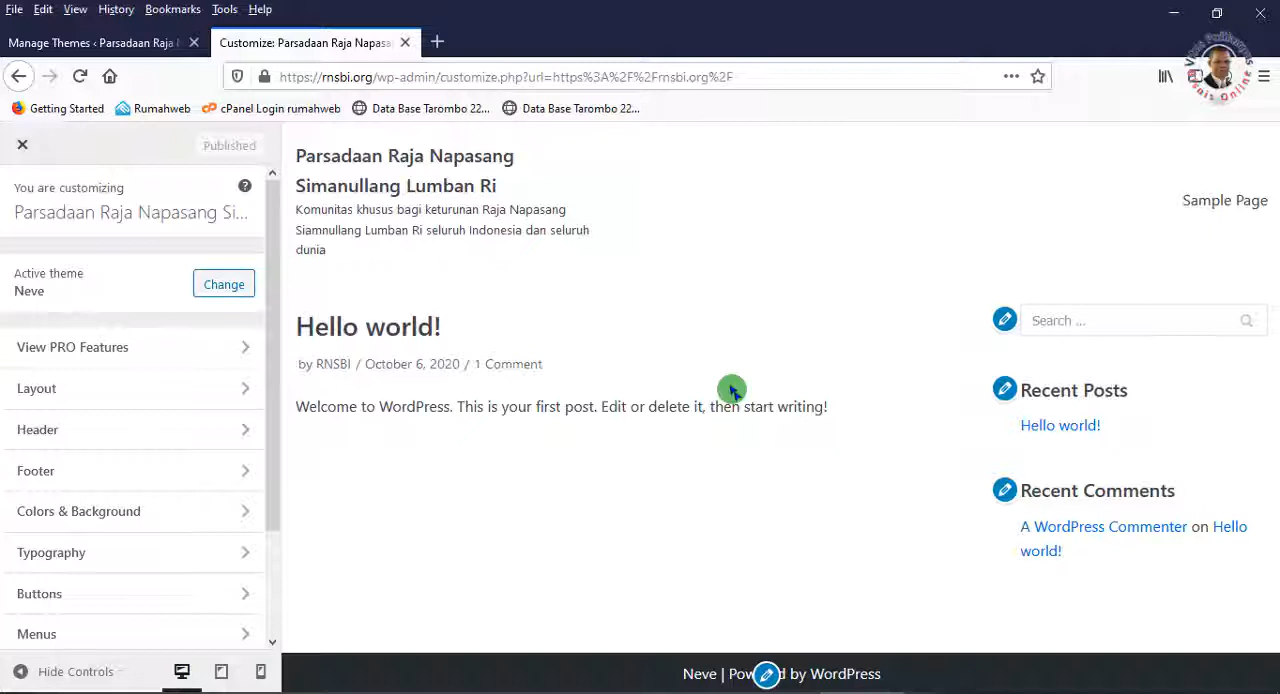 File Edit View History Bookmarks Tools Help
Manage Themes ‹ Parsadaan Raja
Customize: Parsadaan Raja Napasa
https://rnsbi.org/wp-admin/customize.php?url=https%3A%2F%2Frnsbi.org%2F
Getting Started Rumahweb cPanel Login rumahweb Data Base Tarombo 22... Data Base Tarombo 22...
Bisnis Online
Published
You are customizing
Parsadaan Raja Napasang Si...
Active theme
Neve
Change
View PRO Features
Layout
Header
Footer
Colors & Background
Typography
Buttons
Menus
Hide Controls
Parsadaan Raja Napasang
Simanullang Lumban Ri
Komunitas khusus bagi keturunan Raja Napasang
Siamnullang Lumban Ri seluruh Indonesia dan seluruh
dunia
Sample Page
Hello world!
by RNSBI / October 6, 2020 / 1 Comment
Welcome to WordPress. This is your first post. Edit or delete it, then start writing!
Search ...
Recent Posts
Hello world!
Recent Comments
A WordPress Commenter on Hello
world!
Neve | Powered by WordPress